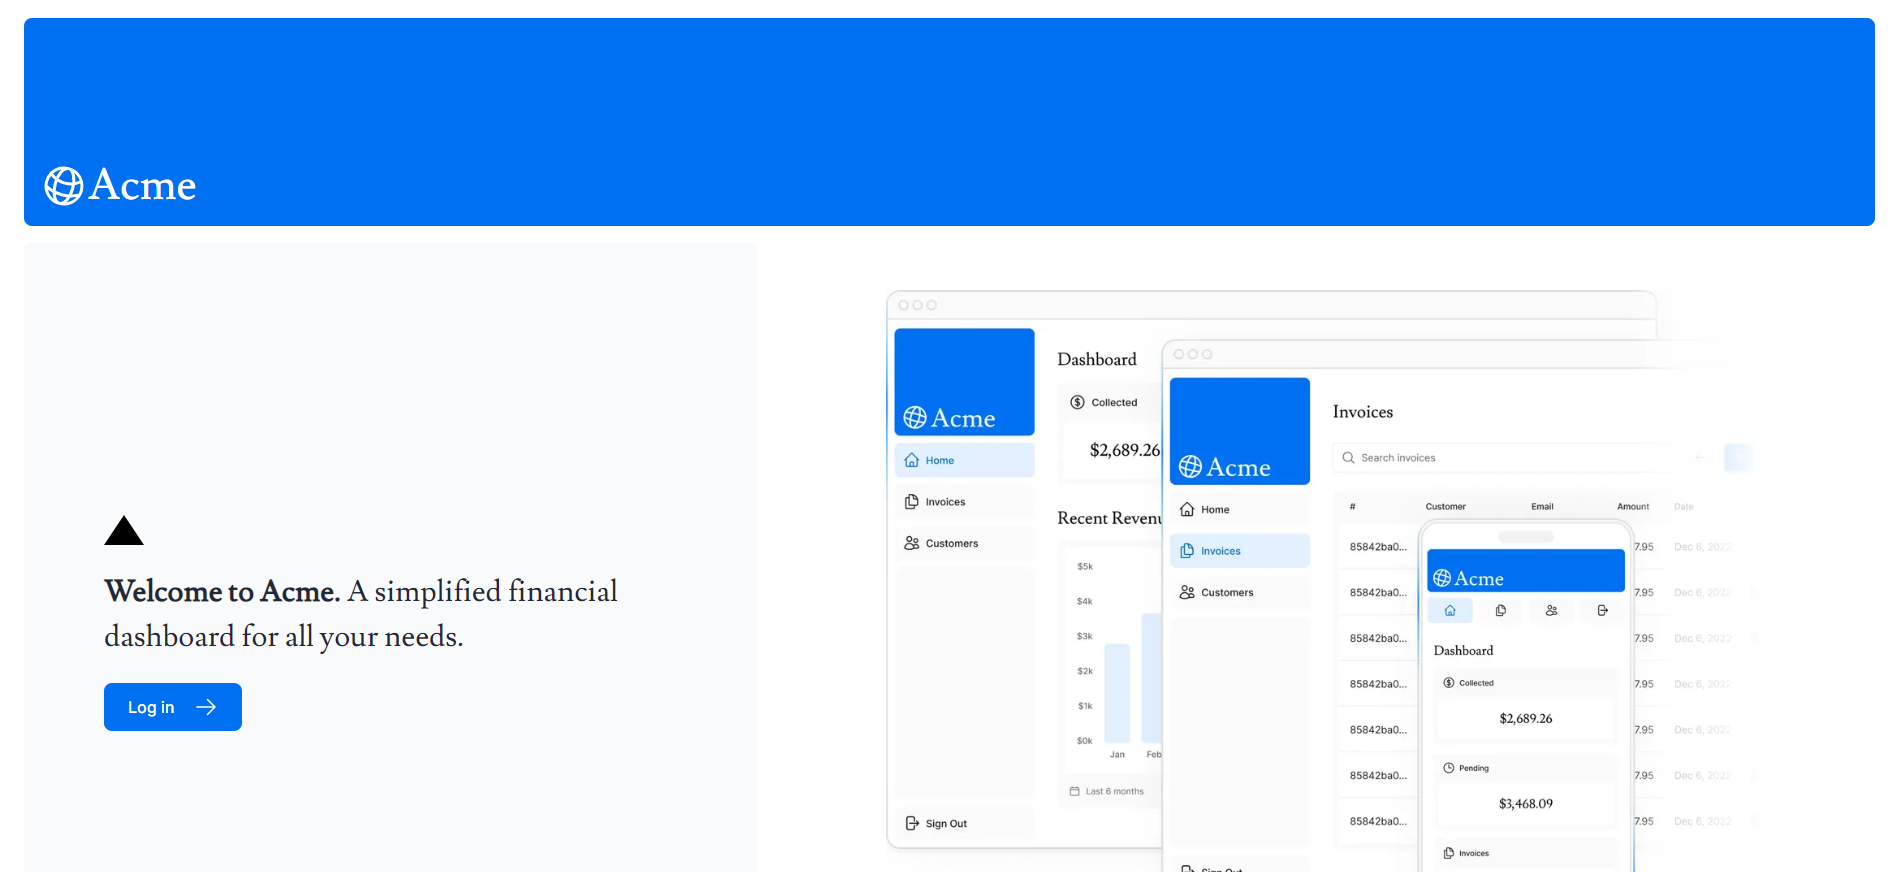 Acme
Welcome to Acme. A simplified financial
dashboard for all your needs.
Log in
Acme
Home
Invoices
Customers
Sign Out
Dashboard
Collected
$2,689.26
Recent
$5k
$4k
$3k
$2k
$1k
$0k
Jan
Feb
Last 6 months
Acme
Home
Invoices
Customers
Invoices
Search invoices
# Customer Email Amount Date
85842ba0... 7.95 Dec 6, 2022
85842ba0... 7.95 Dec 6, 2022
85842ba0... 7.95 Dec 6, 2022
85842ba0... 7.95 Dec 6, 2022
85842ba0... 7.95 Dec 6, 2022
85842ba0... 7.95 Dec 6, 2022
85842ba0... 7.95 Dec 6, 2022
Acme
Dashboard
Collected
$2,689.26
Pending
$3,468.09
Invoices